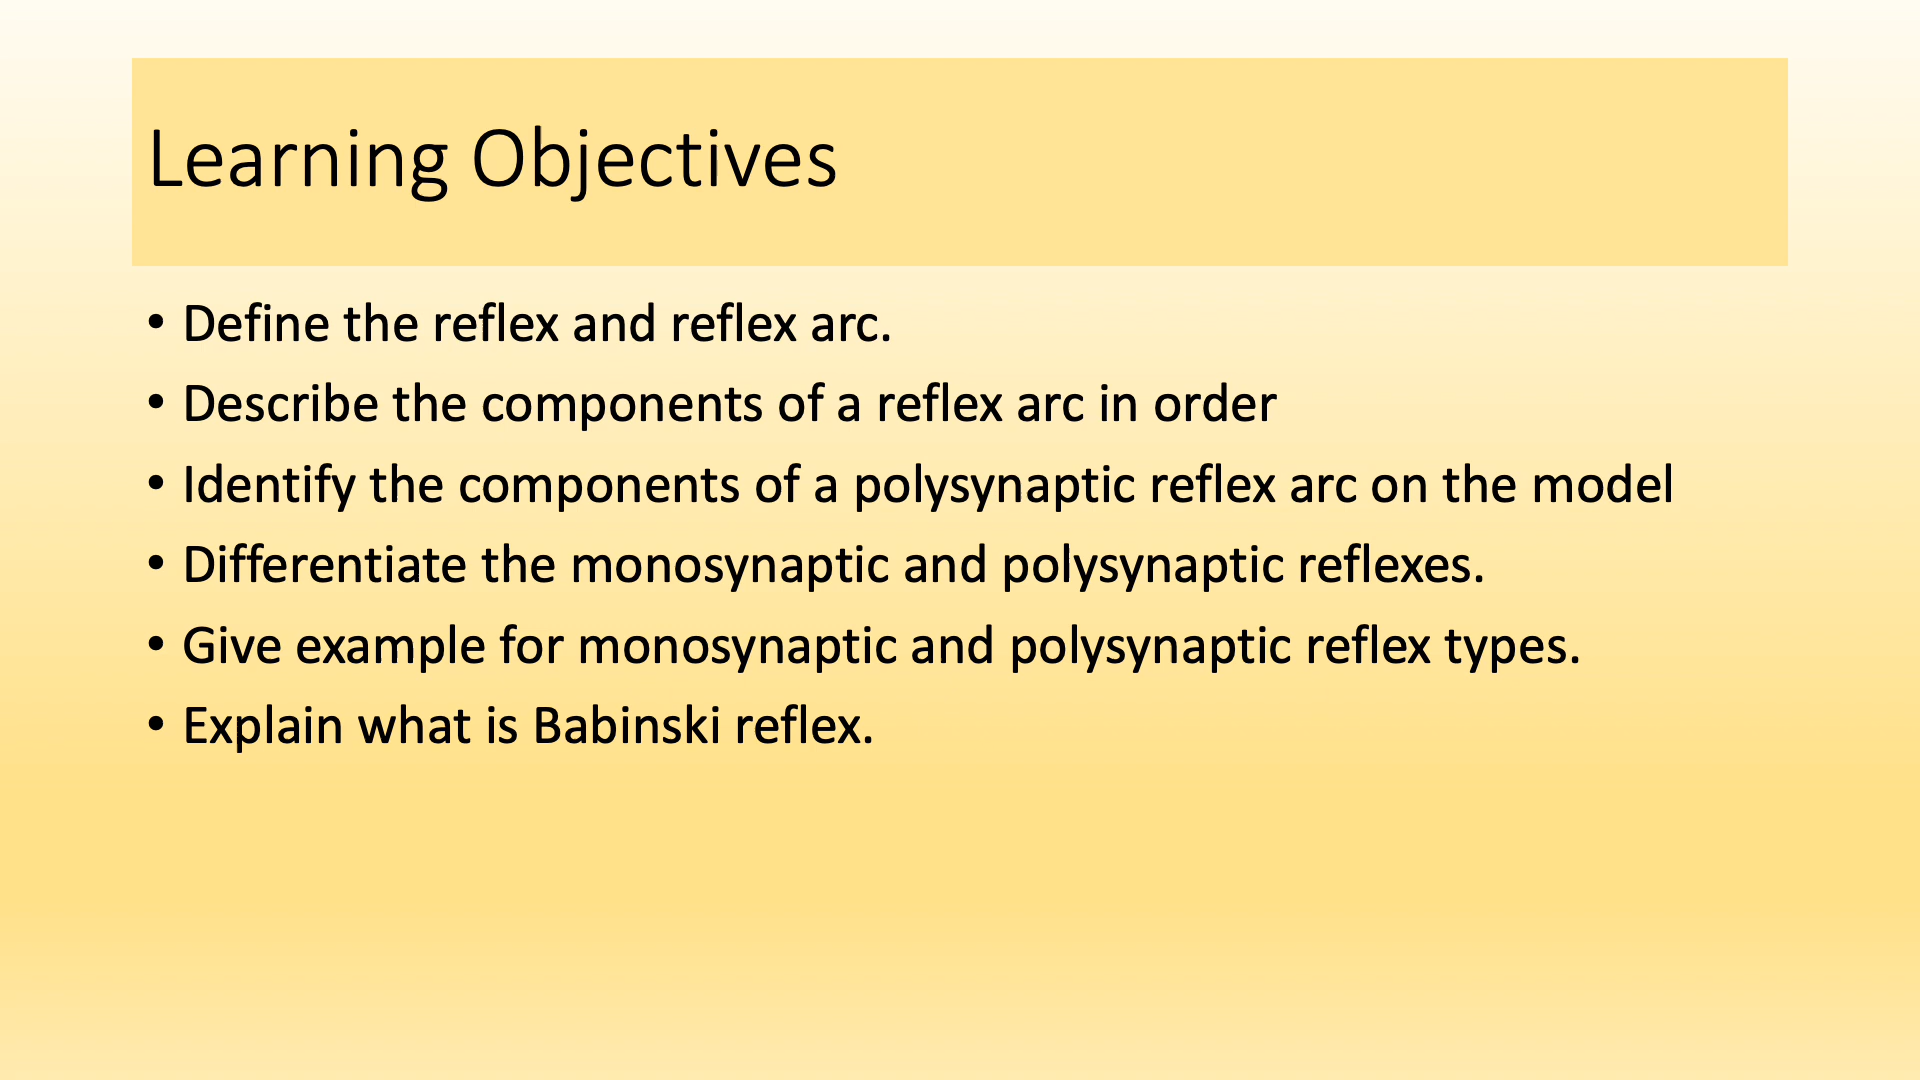 Learning Objectives
• Define the reflex and reflex arc.
• Describe the components of a reflex arc in order
• Identify the components of a polysynaptic reflex arc on the model
• Differentiate the monosynaptic and polysynaptic reflexes.
• Give example for monosynaptic and polysynaptic reflex types.
• Explain what is Babinski reflex.